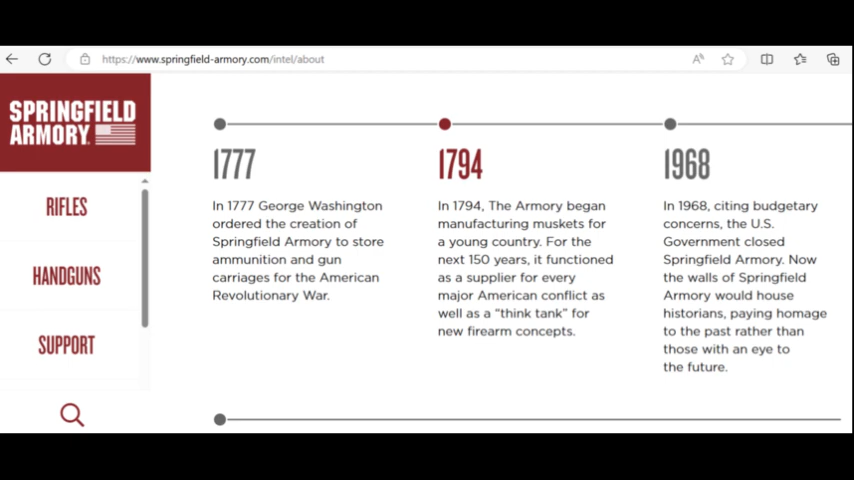 https://www.springfield-armory.com/intel/about
SPRINGFIELD
ARMORY
RIFLES
HANDGUNS
SUPPORT
1777
In 1777 George Washington
ordered the creation of
Springfield Armory to store
ammunition and gun
carriages for the American
Revolutionary War.
1794
In 1794, The Armory began
manufacturing muskets for
a young country. For the
next 150 years, it functioned
as a supplier for every
major American conflict as
well as a “think tank” for
new firearm concepts.
1968
In 1968, citing budgetary
concerns, the U.S.
Government closed
Springfield Armory. Now
the walls of Springfield
Armory would house
historians, paying homage
to the past rather than
those with an eye to
the future.